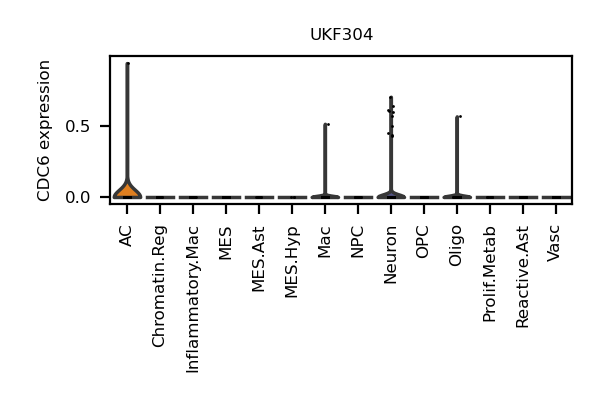 UKF304
CDC6 expression
0.5
0.0
AC
Chromatin.Reg
Inflammatory.Mac
MES
MES.Ast
MES.Hyp
Mac
NPC
Neuron
OPC
Oligo
Prolif.Metab
Reactive.Ast
Vasc